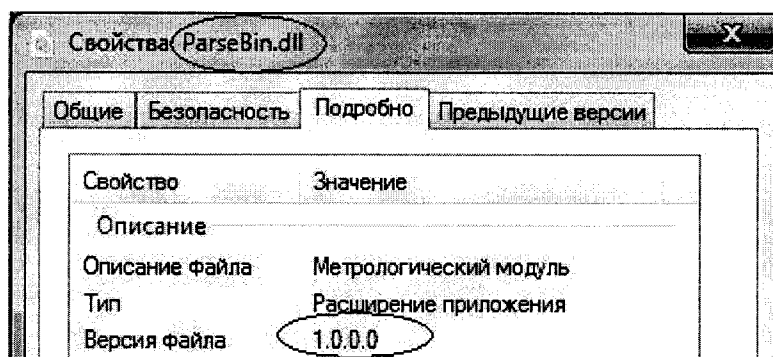 Свойства: ParseBin.dll
X
Общие Безопасность Подробно Предыдущие версии
Свойство Значение
Описание
Описание файла Метрологический модуль
Тип Расширение приложения
Версия файла 1.0.0.0